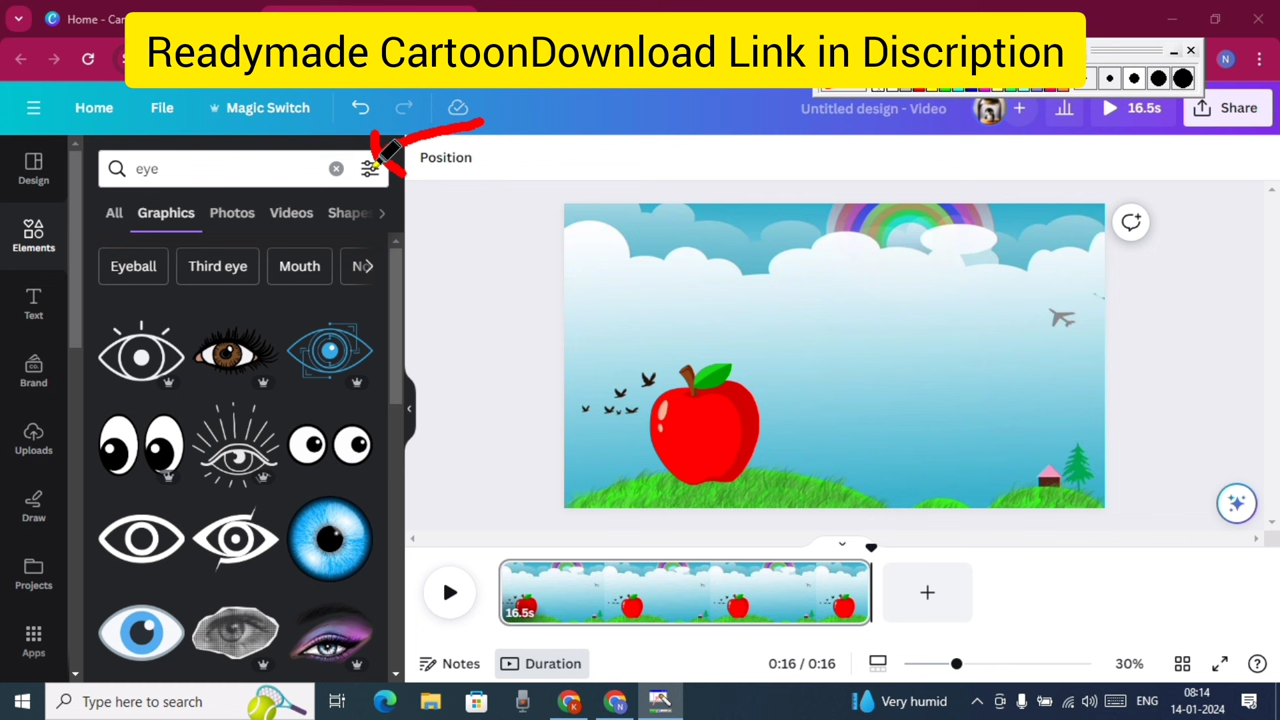 Home - Can
Readymade CartoonDownload Link in Discription
N
Home
File
Magic Switch
Untitled design - Video
16.5s
Share
Design
Elements
Text
Brand
Uploads
Draw
Projects
Apps
eye
Position
All
Graphics
Photos
Videos
Shape
Eyeball
Third eye
Mouth
No
16.5s
Notes
Duration
0:16 / 0:16
30%
Type here to search
K
N
Very humid
ENG
08:14
14-01-2024